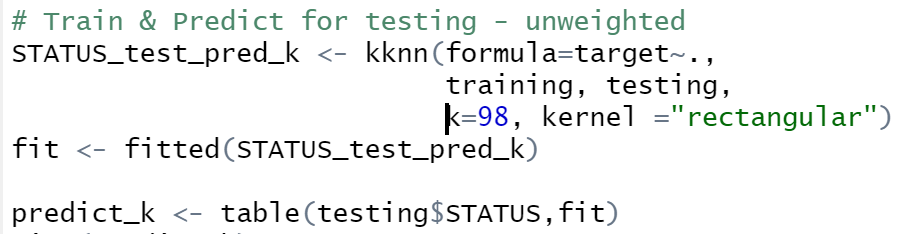 # Train & Predict for testing - unweighted
STATUS_test_pred_k <- kknn(formula=target~.,
training, testing,
k=98, kernel ="rectangular")
fit <- fitted(STATUS_test_pred_k)
predict_k <- table(testing$STATUS,fit)